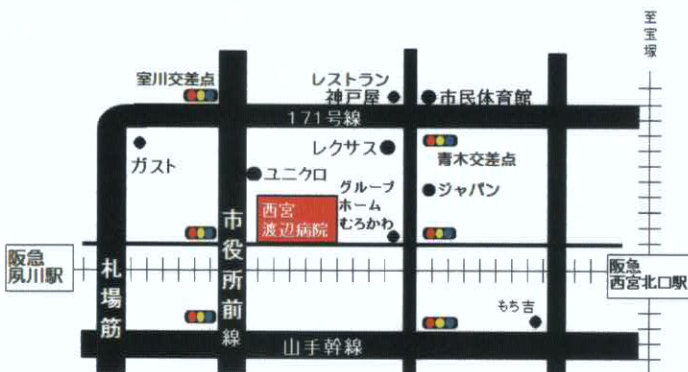 至宝塚
室川交差点
レストラン
神戸屋
市民体育館
171号線
レクサス
青木交差点
ガスト
ユニクロ
グループ
ホーム
むろかわ
ジャパン
西宮
渡辺病院
市役所前線
札場筋
阪急
夙川駅
阪急
西宮北口駅
もち吉
山手幹線